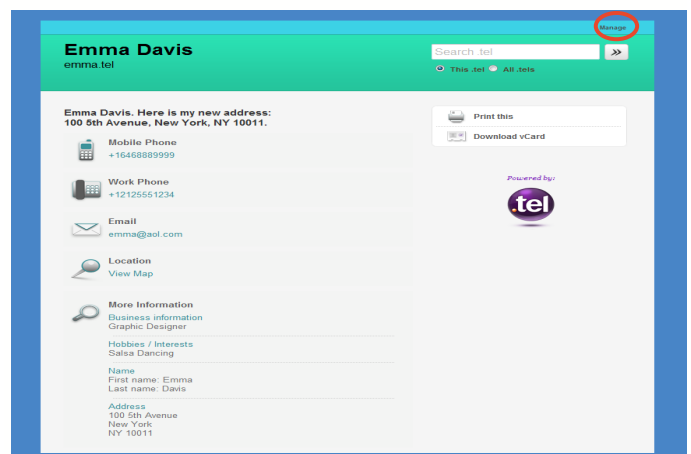 Manage
Emma Davis
emma.tel
Search .tel
»
This .tel All .tels
Emma Davis. Here is my new address:
100 5th Avenue, New York, NY 10011.
Mobile Phone
+16468889999
Work Phone
+12125551234
Email
emma@aol.com
Location
View Map
More Information
Business information
Graphic Designer
Hobbies / Interests
Salsa Dancing
Name
First name: Emma
Last name: Davis
Address
100 5th Avenue
New York
NY 10011
Print this
Download vCard
Powered by:
.tel